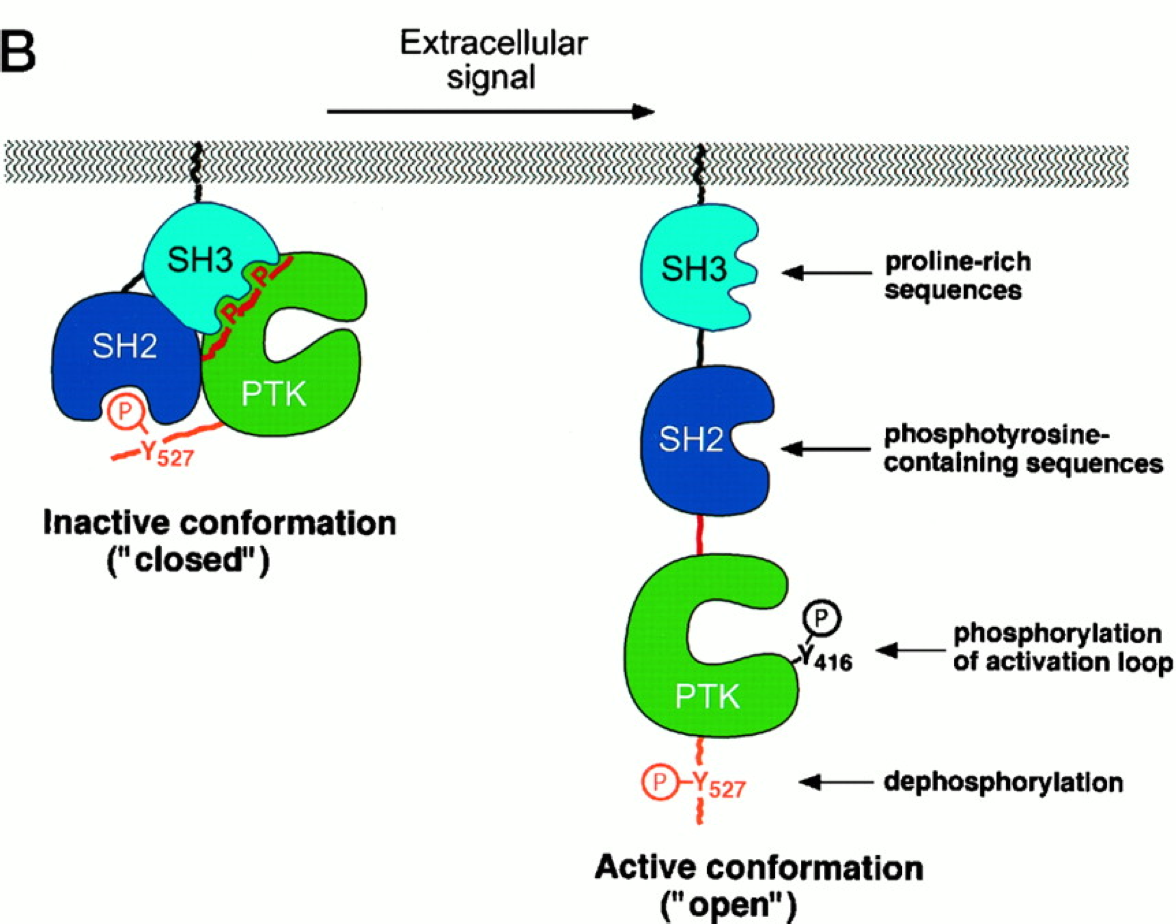 B
Extracellular
signal
SH3
P
P
SH2
PTK
P
Y527
Inactive conformation
("closed")
SH3
proline-rich
sequences
SH2
phosphotyrosine-
containing sequences
P
Y416
phosphorylation
of activation loop
PTK
P-Y527
dephosphorylation
Active conformation
("open")